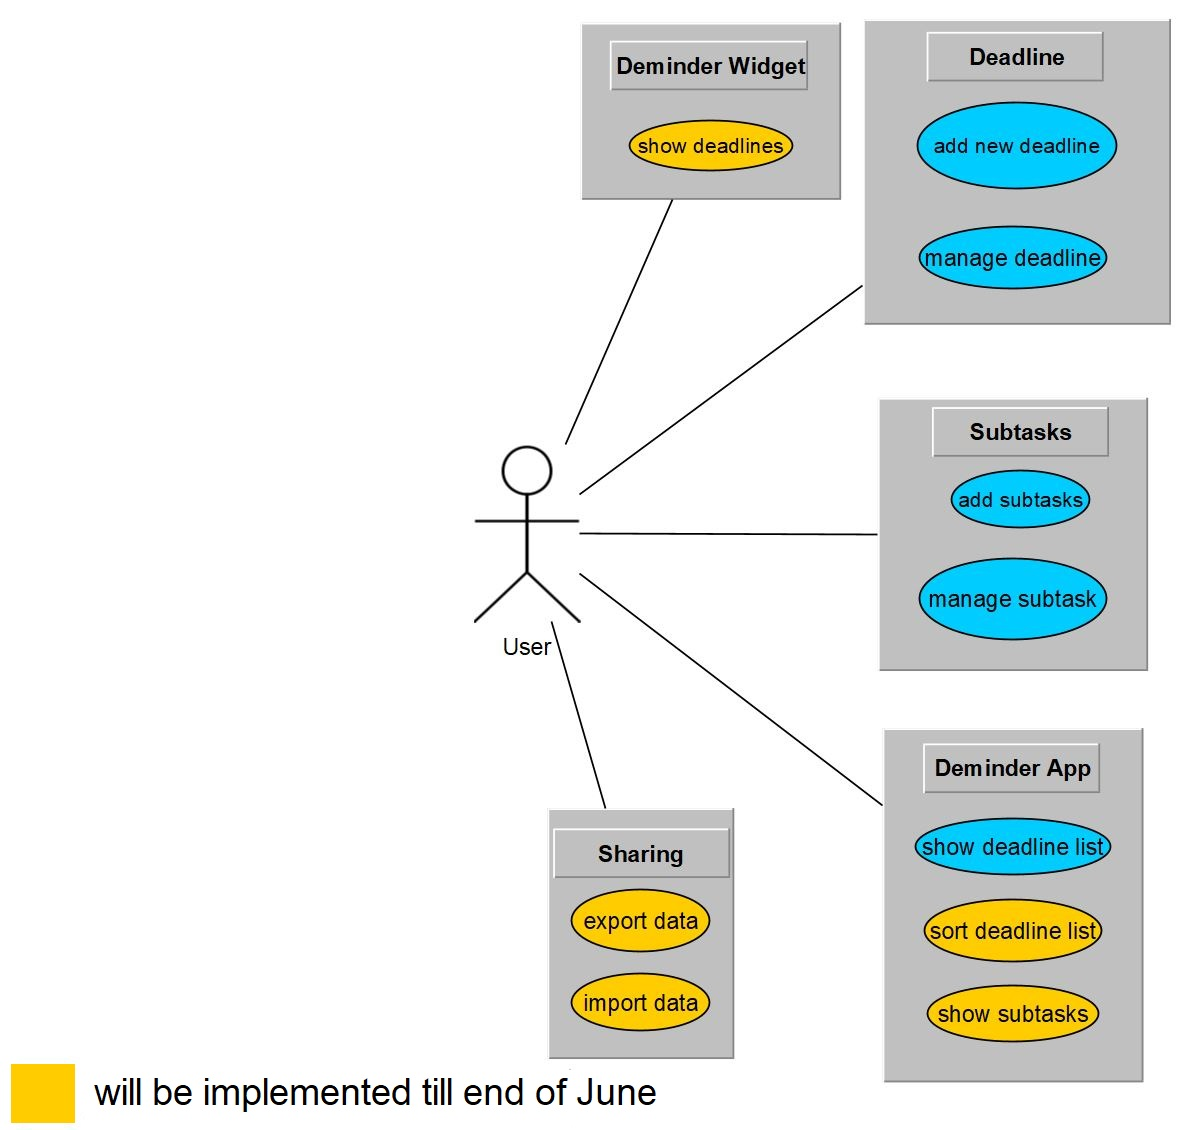 Deminder Widget
show deadlines
Deadline
add new deadline
manage deadline
Subtasks
add subtasks
manage subtask
User
Deminder App
show deadline list
sort deadline list
show subtasks
Sharing
export data
import data
will be implemented till end of June